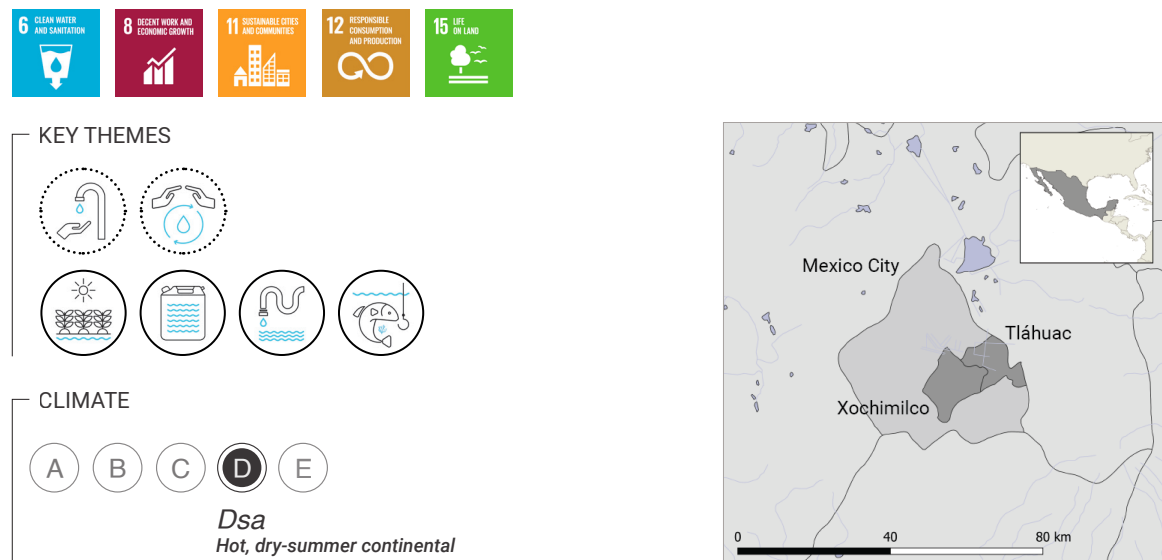 6 CLEAN WATER
AND SANITATION
8 DECENT WORK AND
ECONOMIC GROWTH
11 SUSTAINABLE CITIES
AND COMMUNITIES
12 RESPONSIBLE
CONSUMPTION
AND PRODUCTION
15 LIFE
ON LAND
KEY THEMES
CLIMATE
A B C D E
Dsa
Hot, dry-summer continental
Mexico City
Tláhuac
Xochimilco
0 40 80 km